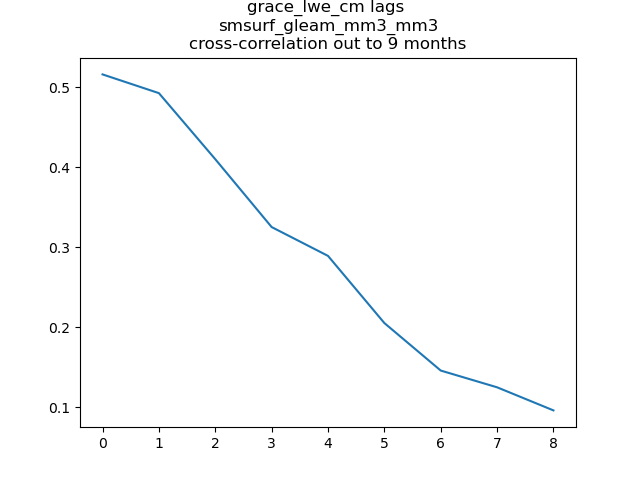 grace_lwe_cm lags
smsurf_gleam_mm3_mm3
cross-correlation out to 9 months
0.5
0.4
0.3
0.2
0.1
0 1 2 3 4 5 6 7 8